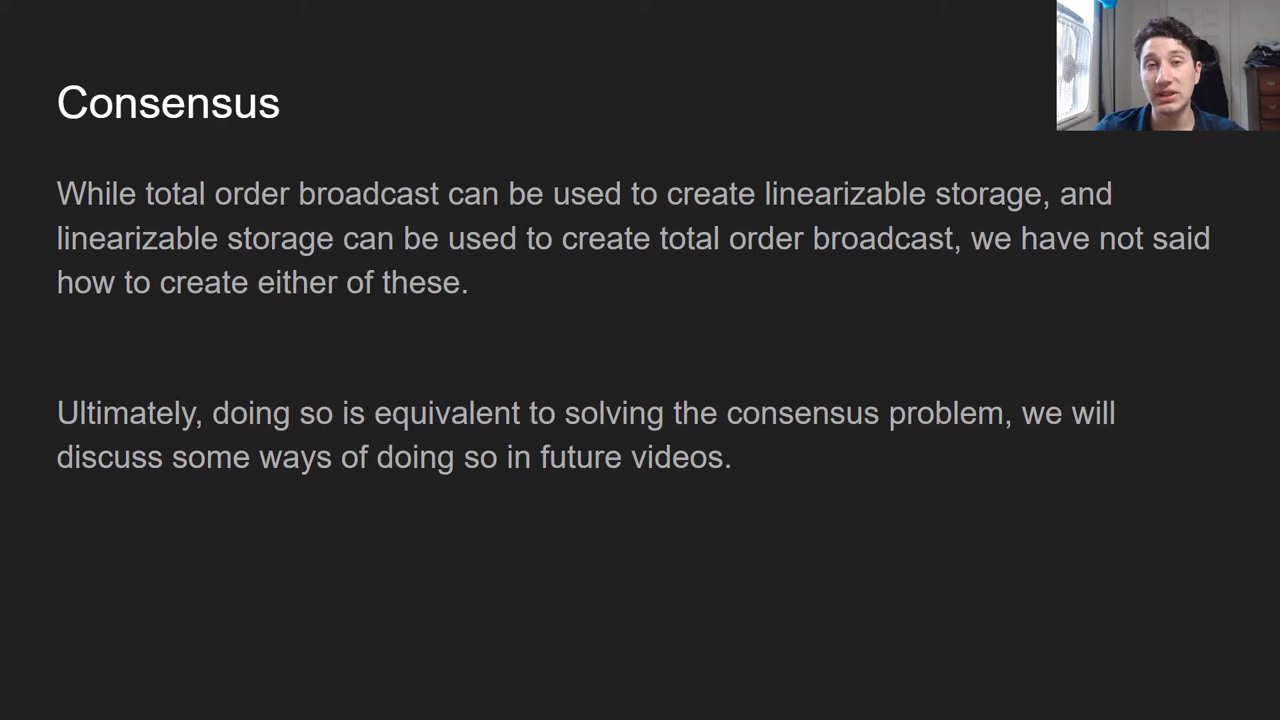 Consensus
While total order broadcast can be used to create linearizable storage, and
linearizable storage can be used to create total order broadcast, we have not said
how to create either of these.
Ultimately, doing so is equivalent to solving the consensus problem, we will
discuss some ways of doing so in future videos.